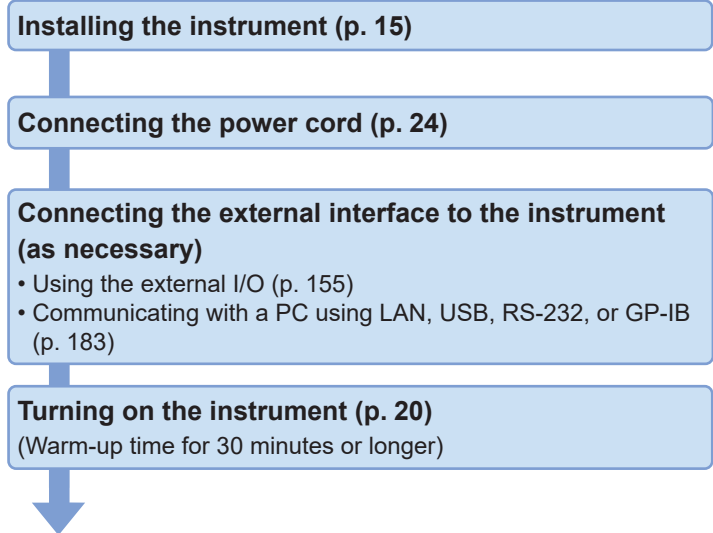 Installing the instrument (p. 15)
Connecting the power cord (p. 24)
Connecting the external interface to the instrument
(as necessary)
• Using the external I/O (p. 155)
• Communicating with a PC using LAN, USB, RS-232, or GP-IB
(p. 183)
Turning on the instrument (p. 20)
(Warm-up time for 30 minutes or longer)